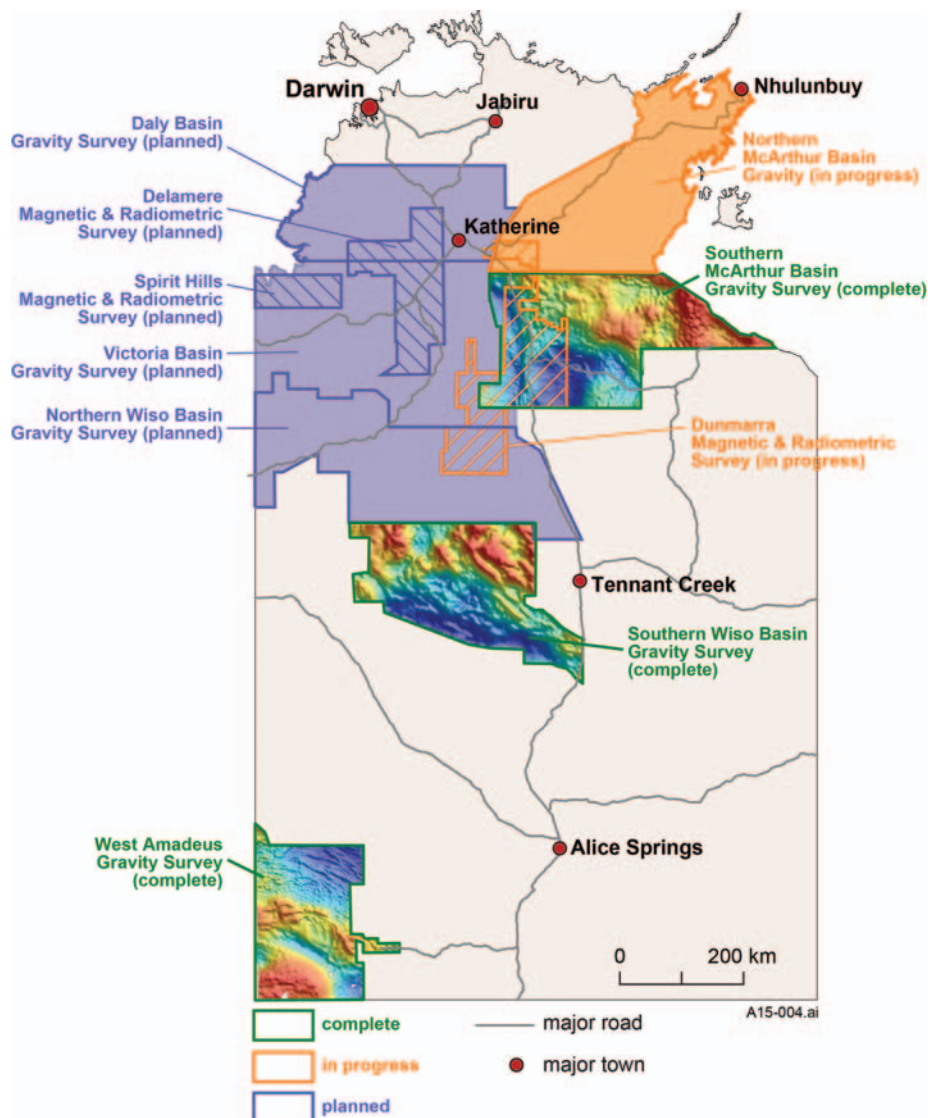 Darwin
Jabiru
Nhulunbuy
Daly Basin
Gravity Survey (planned)
Northern
McArthur Basin
Gravity (in progress)
Delamere
Magnetic & Radiometric
Survey (planned)
Katherine
Southern
McArthur Basin
Gravity Survey (complete)
Spirit Hills
Magnetic & Radiometric
Survey (planned)
Victoria Basin
Gravity Survey (planned)
Northern Wiso Basin
Gravity Survey (planned)
Dunmarra
Magnetic & Radiometric
Survey (in progress)
Tennant Creek
Southern Wiso Basin
Gravity Survey
(complete)
West Amadeus
Gravity Survey
(complete)
Alice Springs
0 200 km
A15-004.ai
complete
major road
in progress
major town
planned